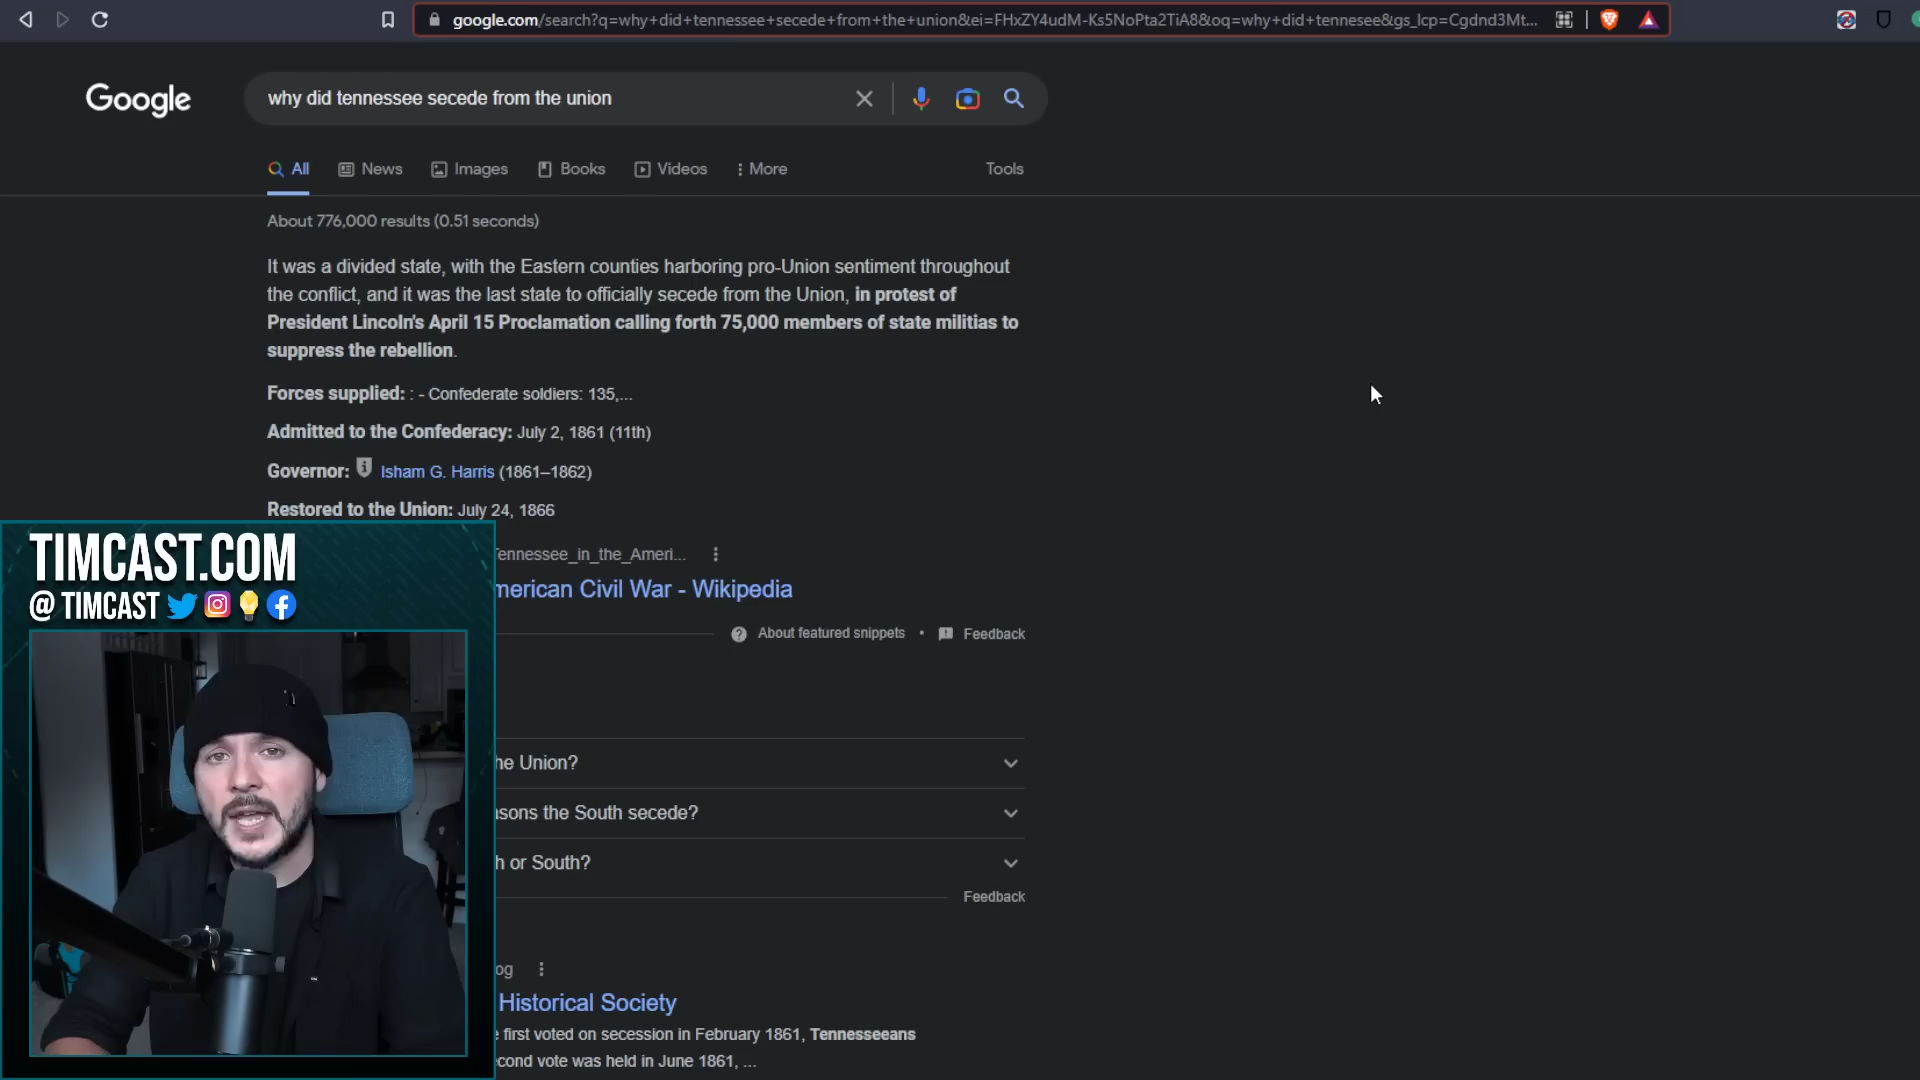 google.com/search?q=why+did+tennessee+secede+from+the+union&ei=FHxZY4udM-Ks5NoPta2TiA8&oq=why+did+tennesee&gs_lcp=Cgdnd3Mt...
Google
why did tennessee secede from the union
All
News
Images
Books
Videos
More
Tools
About 776,000 results (0.51 seconds)
It was a divided state, with the Eastern counties harboring pro-Union sentiment throughout
the conflict, and it was the last state to officially secede from the Union, in protest of
President Lincoln's April 15 Proclamation calling forth 75,000 members of state militias to
suppress the rebellion.
Forces supplied: : - Confederate soldiers: 135,...
Admitted to the Confederacy: July 2, 1861 (11th)
Governor: Isham G. Harris (1861–1862)
Restored to the Union: July 24, 1866
TIMCAST.COM
@ TIMCAST
ennessee_in_the_Ameri...
merican Civil War - Wikipedia
About featured snippets • Feedback
he Union?
sons the South secede?
h or South?
Feedback
og
Historical Society
first voted on secession in February 1861, Tennesseeans
cond vote was held in June 1861, ...